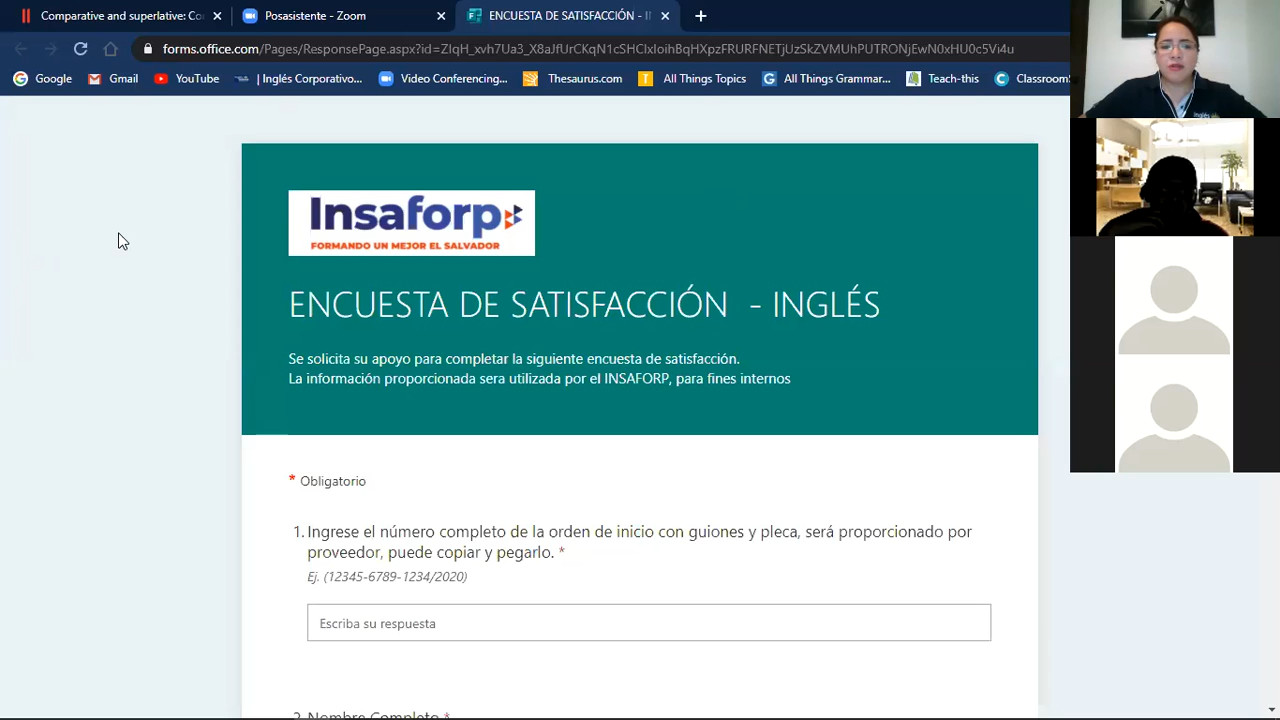 Comparative and superlative: Co
Posasistente - Zoom
ENCUESTA DE SATISFACCIÓN - I
forms.office.com/Pages/ResponsePage.aspx?id=ZIqH_xvh7Ua3_X8aJfUrCKqN1cSHClxIoihBqHXpzFRURFNETjUzSkZVMUhPUTRONjEwN0xHU0c5Vi4u
Google
Gmail
YouTube
| Inglés Corporativo...
Video Conferencing...
Thesaurus.com
All Things Topics
All Things Grammar...
Teach-this
ClassroomS
Insaforp
FORMANDO UN MEJOR EL SALVADOR
ENCUESTA DE SATISFACCIÓN - INGLÉS
Se solicita su apoyo para completar la siguiente encuesta de satisfacción.
La información proporcionada sera utilizada por el INSAFORP, para fines internos
* Obligatorio
1. Ingrese el número completo de la orden de inicio con guiones y pleca, será proporcionado por
proveedor, puede copiar y pegarlo. *
Ej. (12345-6789-1234/2020)
Escriba su respuesta
2. Nombre Completo *